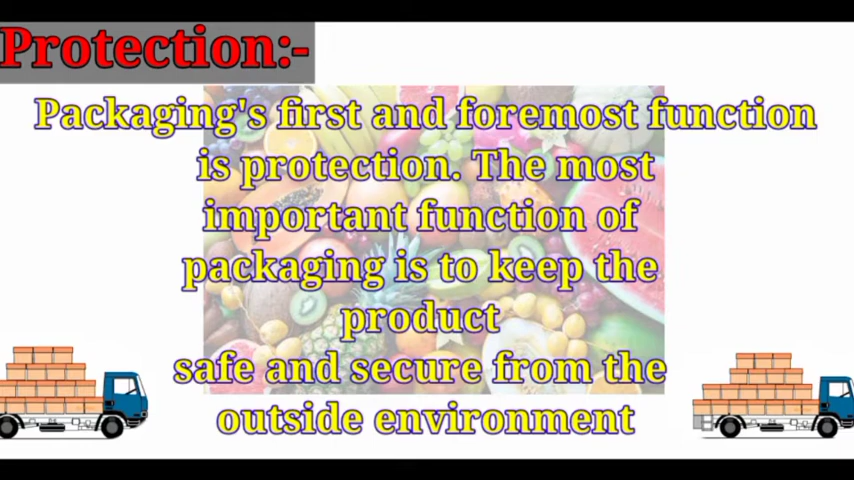 Protection:-
Packaging's first and foremost function
is protection. The most
important function of
packaging is to keep the
product
safe and secure from the
outside environment